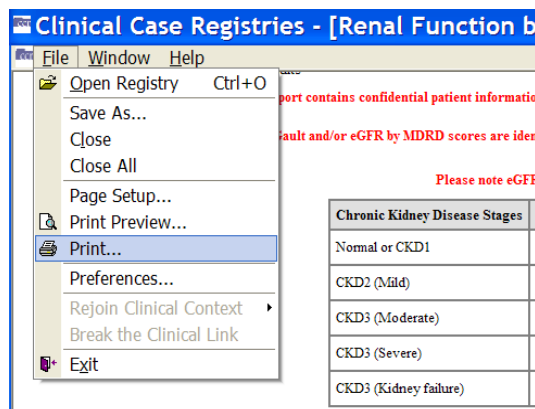 Clinical Case Registries - [Renal Function b
File Window Help
Open Registry Ctrl+O
Save As...
Close
Close All
Page Setup...
Print Preview...
Print...
Preferences...
Rejoin Clinical Context
Break the Clinical Link
Exit
port contains confidential patient informatio
ault and/or eGFR by MDRD scores are iden
Please note eGFR
Chronic Kidney Disease Stages
Normal or CKD1
CKD2 (Mild)
CKD3 (Moderate)
CKD3 (Severe)
CKD3 (Kidney failure)